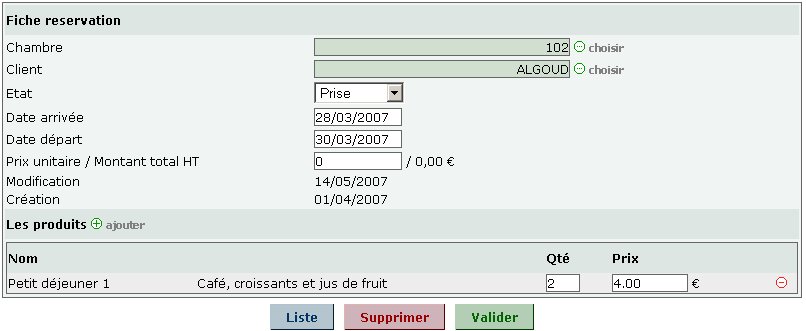 Fiche reservation
Chambre 102 choisir
Client ALGOUD choisir
Etat Prise
Date arrivée 28/03/2007
Date départ 30/03/2007
Prix unitaire / Montant total HT 0 / 0,00 €
Modification 14/05/2007
Création 01/04/2007
Les produits ajouter
Nom Qté Prix
Petit déjeuner 1 Café, croissants et jus de fruit 2 4.00 €
Liste Supprimer Valider